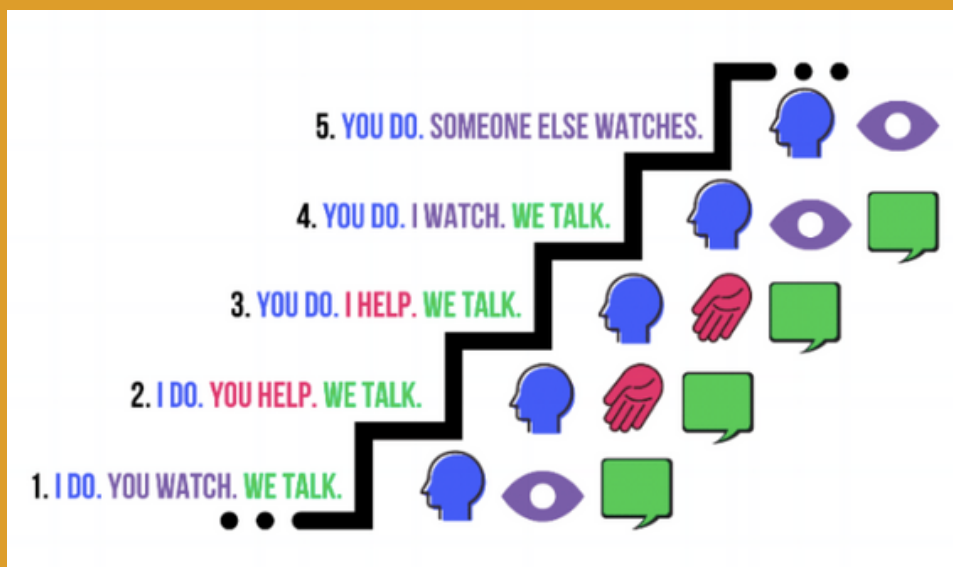 5. YOU DO. SOMEONE ELSE WATCHES.
4. YOU DO. I WATCH. WE TALK.
3. YOU DO. I HELP. WE TALK.
2. I DO. YOU HELP. WE TALK.
1. I DO. YOU WATCH. WE TALK.